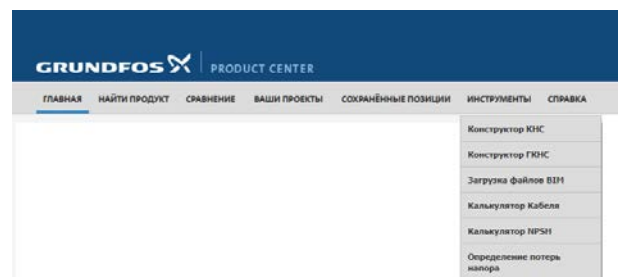 GRUNDFOS PRODUCT CENTER
ГЛАВНАЯ НАЙТИ ПРОДУКТ СРАВНЕНИЕ ВАШИ ПРОЕКТЫ СОХРАНЁННЫЕ ПОЗИЦИИ ИНСТРУМЕНТЫ СПРАВКА
Конструктор КНС
Конструктор ГКНС
Загрузка файлов BIM
Калькулятор Кабеля
Калькулятор NPSH
Определение потерь
напора